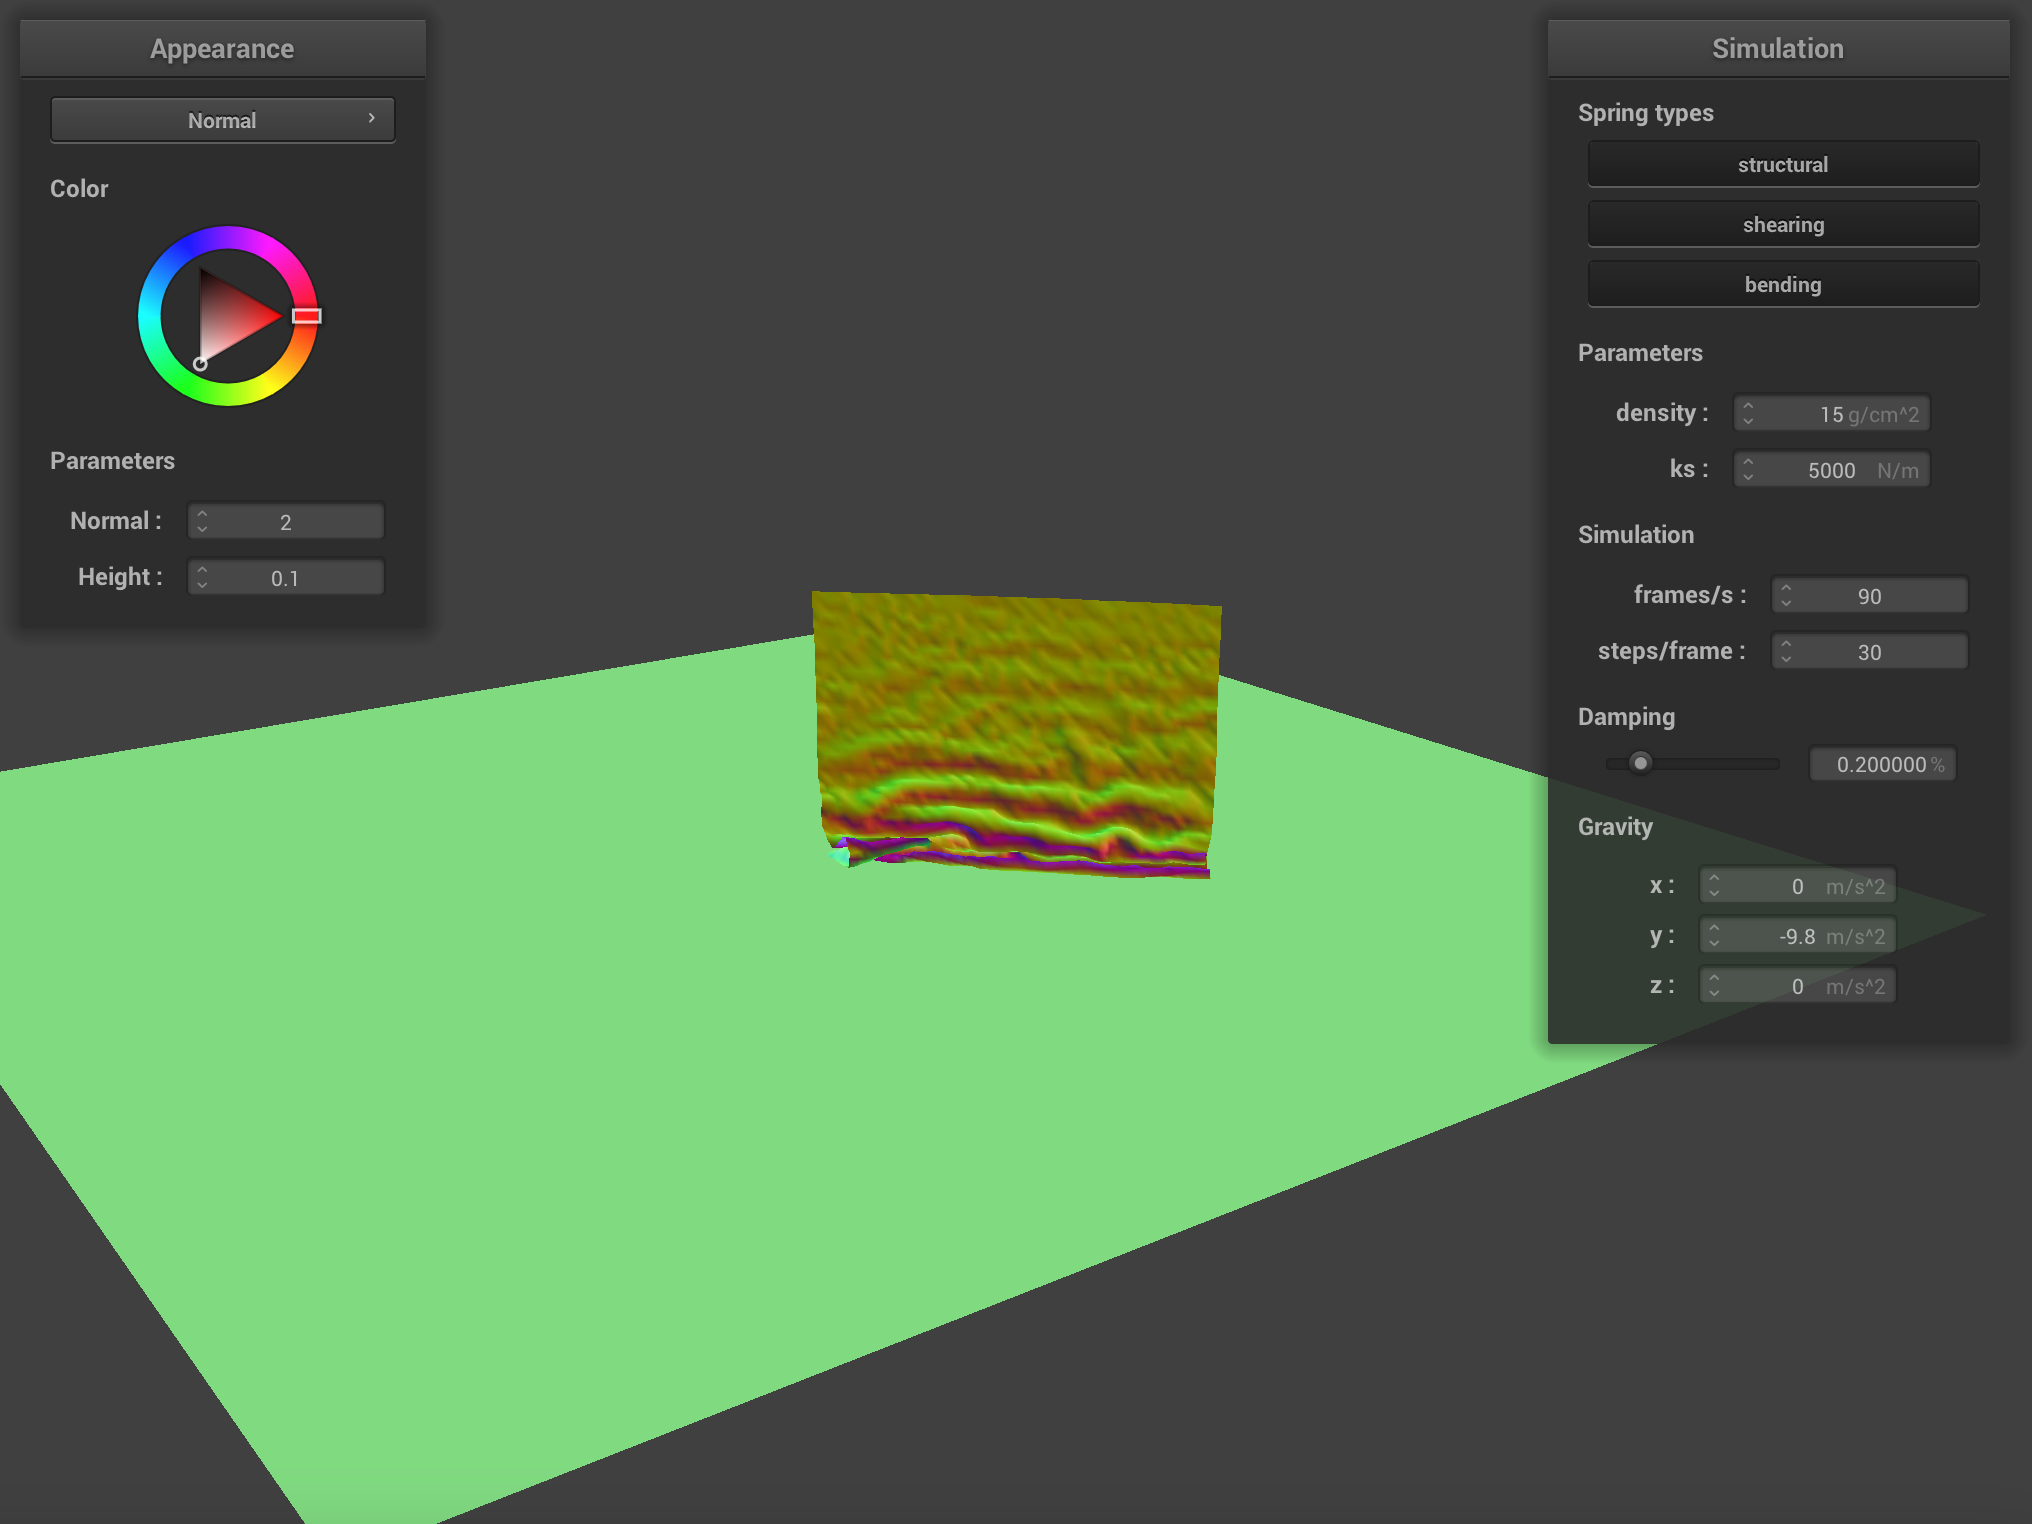 Appearance
Normal
Color
Parameters
Normal : 2
Height : 0.1
Simulation
Spring types
structural
shearing
bending
Parameters
density : 15 g/cm^2
ks : 5000 N/m
Simulation
frames/s : 90
steps/frame : 30
Damping
0.200000 %
Gravity
x : 0 m/s^2
y : -9.8 m/s^2
z : 0 m/s^2